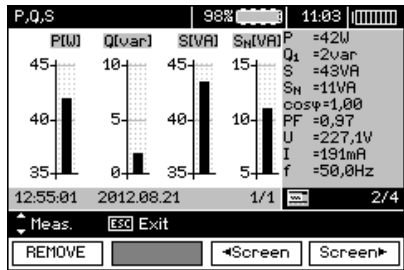 P,Q,S 98% 11:03
P[W] Q[var] S[VA] SN[VA]
45 10 45 15
40 5 40 10
35 0 35 5
P =42W
Q1 =2var
S =43VA
SN =11VA
cosφ=1,00
PF =0,97
U =227,1V
I =191mA
f =50,0Hz
12:55:01 2012.08.21 1/1 2/4
Meas. ESC Exit
REMOVE ◄Screen Screen►